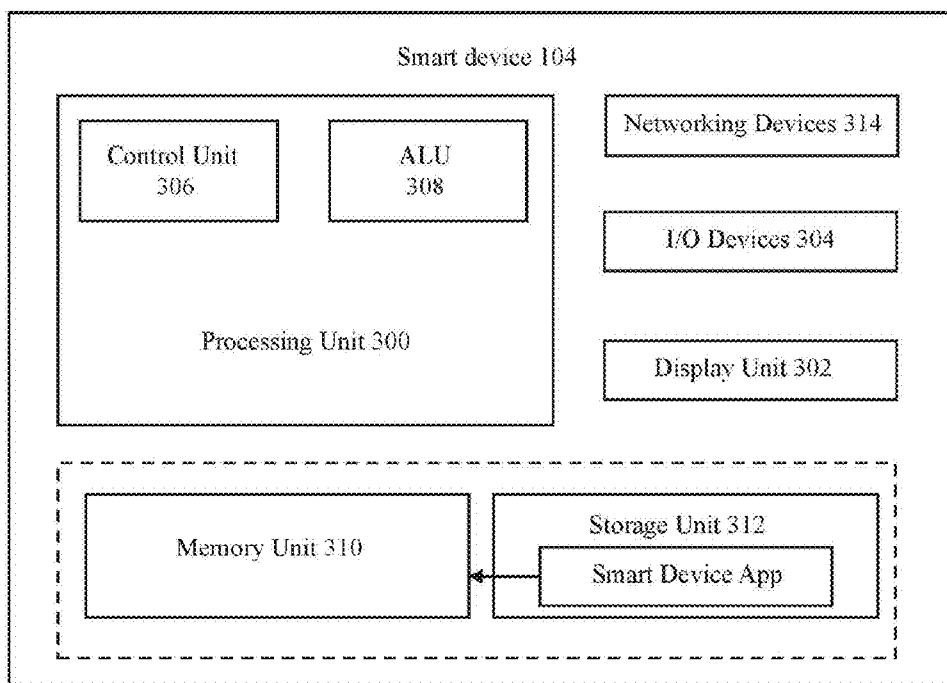 Smart device 104
Control Unit
306
ALU
308
Processing Unit 300
Networking Devices 314
I/O Devices 304
Display Unit 302
Memory Unit 310
Storage Unit 312
Smart Device App